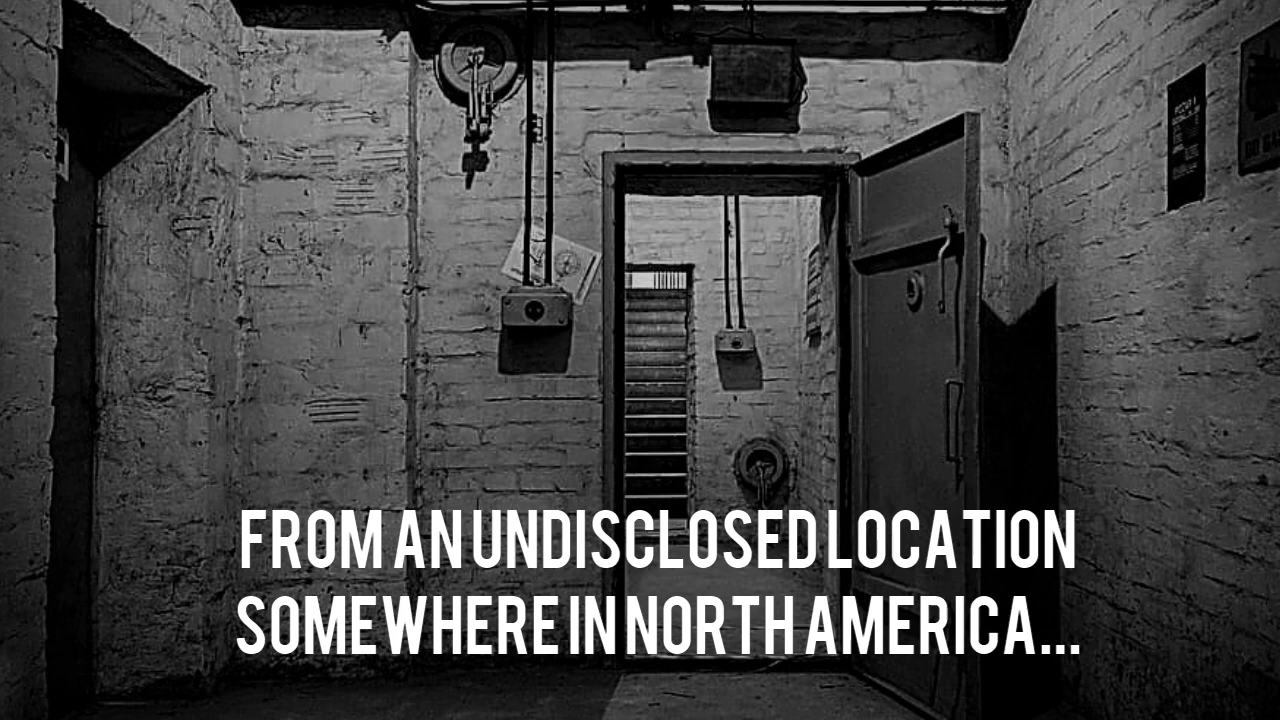 FROM AN UNDISCLOSED LOCATION
SOMEWHERE IN NORTH AMERICA...